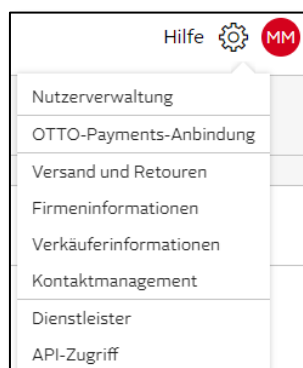 Hilfe MM
Nutzerverwaltung
OTTO-Payments-Anbindung
Versand und Retouren
Firmeninformationen
Verkäuferinformationen
Kontaktmanagement
Dienstleister
API-Zugriff